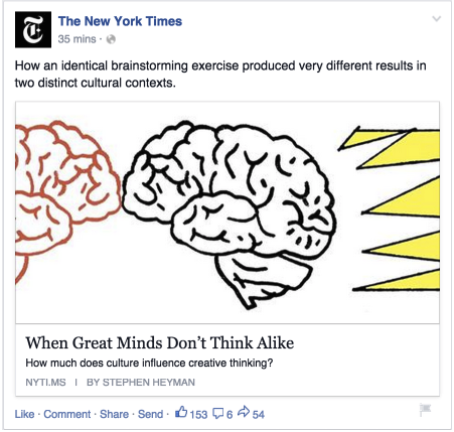 The New York Times
35 mins ·
How an identical brainstorming exercise produced very different results in
two distinct cultural contexts.
When Great Minds Don't Think Alike
How much does culture influence creative thinking?
NYTI.MS | BY STEPHEN HEYMAN
Like · Comment · Share · Send · 153 6 54